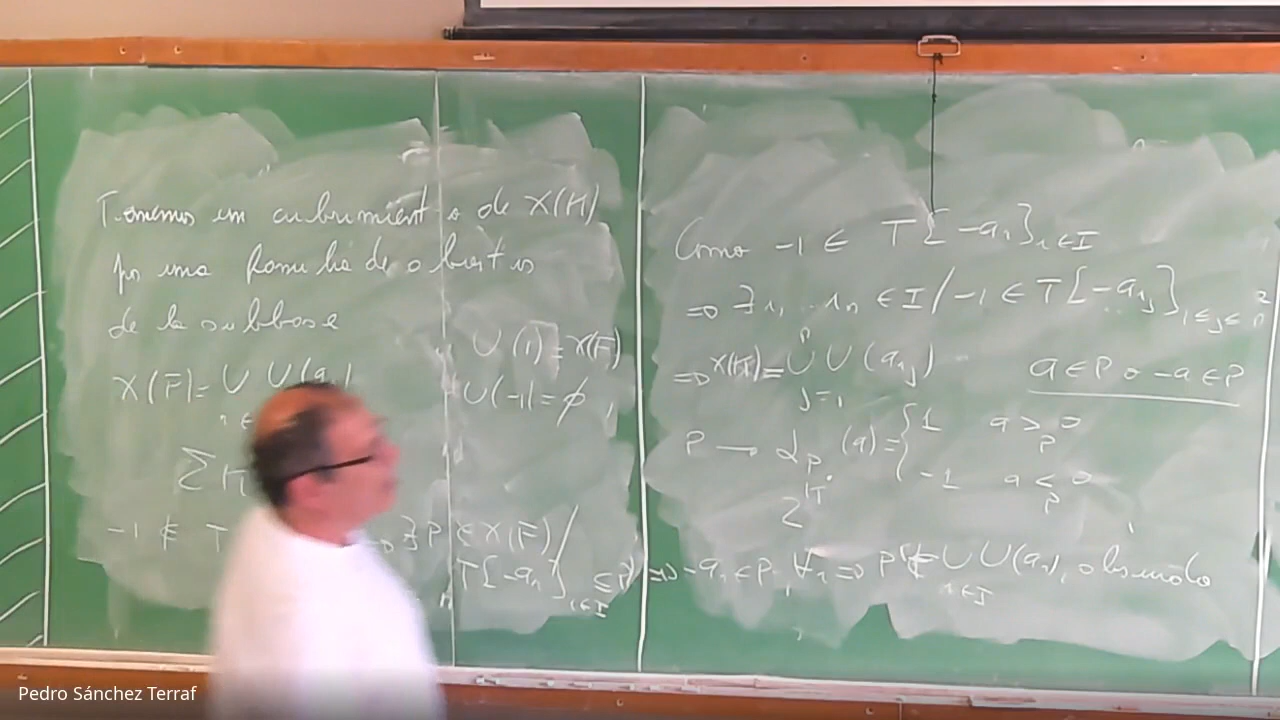 Tomemos un cubrimiento de X(K)
por una familia de abiertos
de la subbase
X(F) = ∪ U(a
U(1) = X(F)
U(-1) = ∅
-1 ∉ T ⇒ ∃ P ∈ X(F) /
T[-a_i]_{i∈I} ⊆ P
Como -1 ∈ T[-a_i]_{i∈I}
⇒ ∃ i_1 ... i_n ∈ I / -1 ∈ T[-a_{i_j}]_{1≤j≤n}
⇒ X(K) = ∪_{j=1}^{n} U(a_{i_j})
a ∈ P o -a ∈ P
P → α_P (a) = { 1 a >_P 0
-1 a <_P 0
2^{K^·}
⇒ -a_i ∈ P, ∀i ⇒ P ∉ ∪_{i∈I} U(a_i), absurdo
Pedro Sánchez Terraf